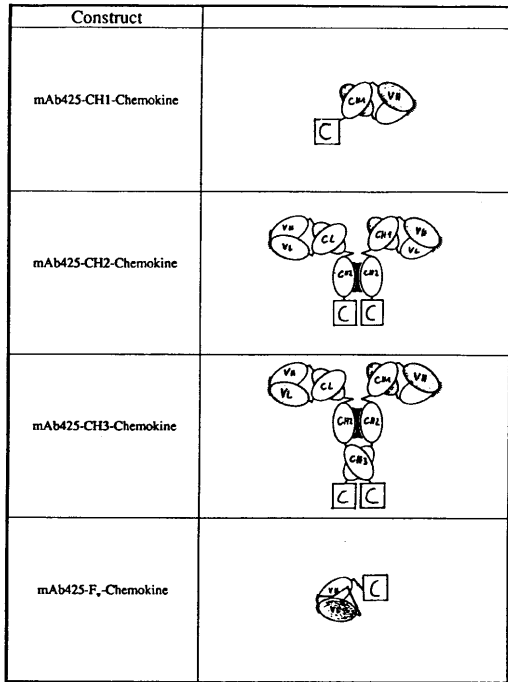 Construct
mAb425-CH1-Chemokine
CH1
VH
C
mAb425-CH2-Chemokine
VH
VL
CL
CH1
Vh
VL
CH2
CH2
C
C
mAb425-CH3-Chemokine
VH
VL
CL
CH1
VH
CH2
CH2
CH3
C
C
mAb425-Fv-Chemokine
VH
C